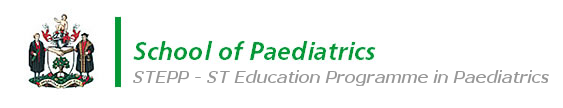 School of Paediatrics
STEPP - ST Education Programme in Paediatrics